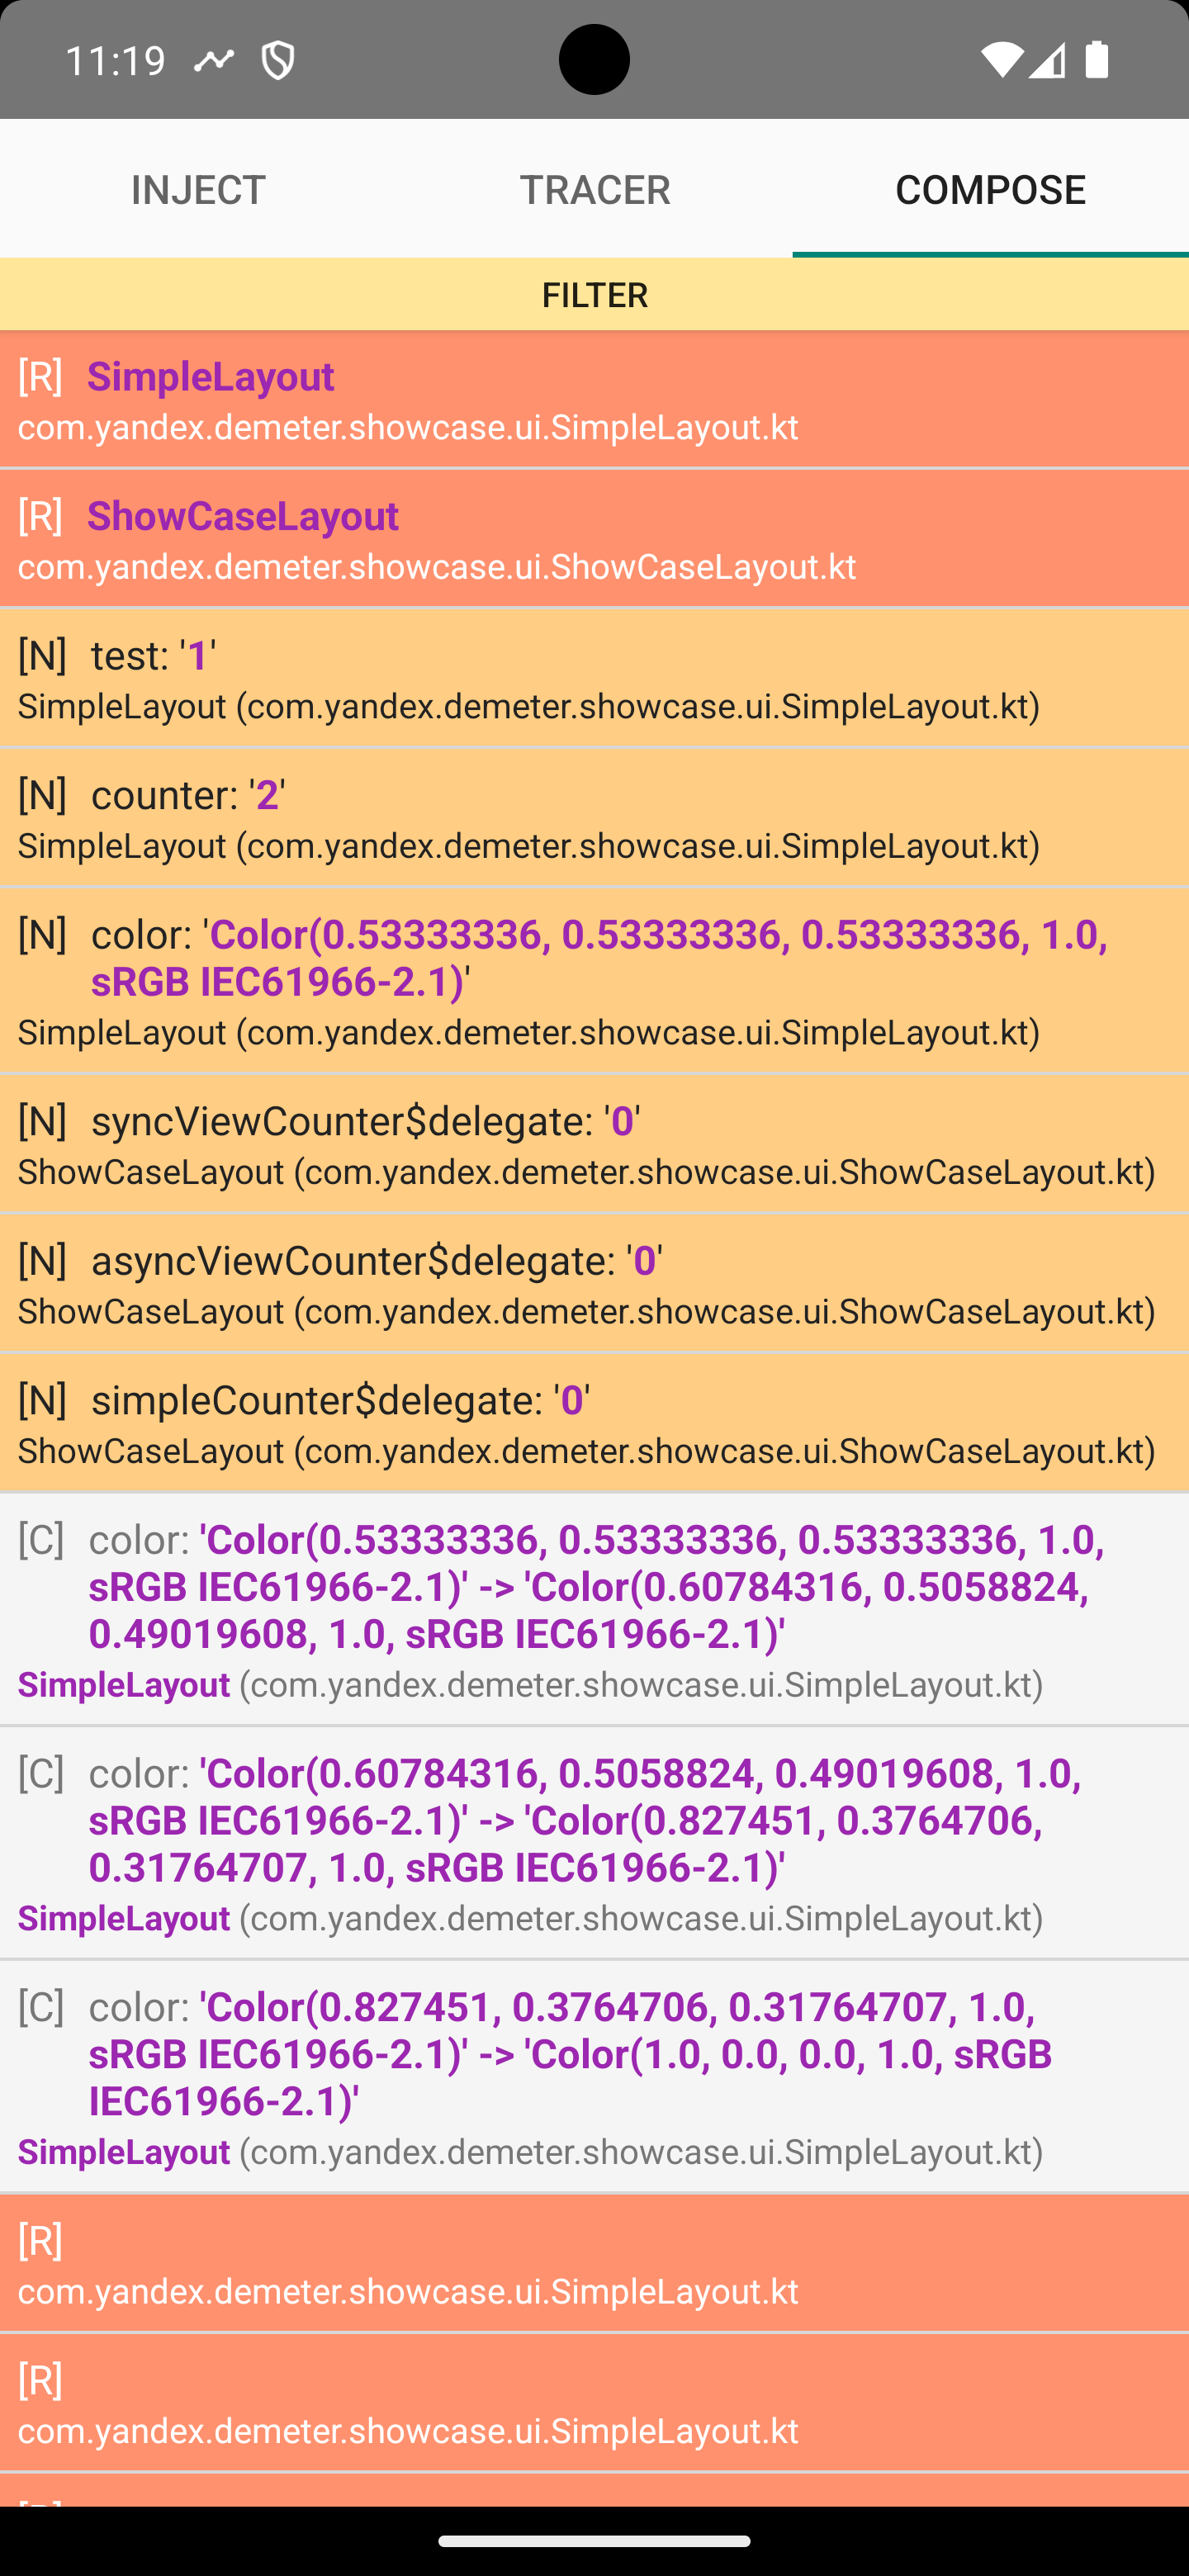 11:19
INJECT TRACER COMPOSE
FILTER
[R] SimpleLayout
com.yandex.demeter.showcase.ui.SimpleLayout.kt
[R] ShowCaseLayout
com.yandex.demeter.showcase.ui.ShowCaseLayout.kt
[N] test: '1'
SimpleLayout (com.yandex.demeter.showcase.ui.SimpleLayout.kt)
[N] counter: '2'
SimpleLayout (com.yandex.demeter.showcase.ui.SimpleLayout.kt)
[N] color: 'Color(0.53333336, 0.53333336, 0.53333336, 1.0,
sRGB IEC61966-2.1)'
SimpleLayout (com.yandex.demeter.showcase.ui.SimpleLayout.kt)
[N] syncViewCounter$delegate: '0'
ShowCaseLayout (com.yandex.demeter.showcase.ui.ShowCaseLayout.kt)
[N] asyncViewCounter$delegate: '0'
ShowCaseLayout (com.yandex.demeter.showcase.ui.ShowCaseLayout.kt)
[N] simpleCounter$delegate: '0'
ShowCaseLayout (com.yandex.demeter.showcase.ui.ShowCaseLayout.kt)
[C] color: 'Color(0.53333336, 0.53333336, 0.53333336, 1.0,
sRGB IEC61966-2.1)' -> 'Color(0.60784316, 0.5058824,
0.49019608, 1.0, sRGB IEC61966-2.1)'
SimpleLayout (com.yandex.demeter.showcase.ui.SimpleLayout.kt)
[C] color: 'Color(0.60784316, 0.5058824, 0.49019608, 1.0,
sRGB IEC61966-2.1)' -> 'Color(0.827451, 0.3764706,
0.31764707, 1.0, sRGB IEC61966-2.1)'
SimpleLayout (com.yandex.demeter.showcase.ui.SimpleLayout.kt)
[C] color: 'Color(0.827451, 0.3764706, 0.31764707, 1.0,
sRGB IEC61966-2.1)' -> 'Color(1.0, 0.0, 0.0, 1.0, sRGB
IEC61966-2.1)'
SimpleLayout (com.yandex.demeter.showcase.ui.SimpleLayout.kt)
[R]
com.yandex.demeter.showcase.ui.SimpleLayout.kt
[R]
com.yandex.demeter.showcase.ui.SimpleLayout.kt